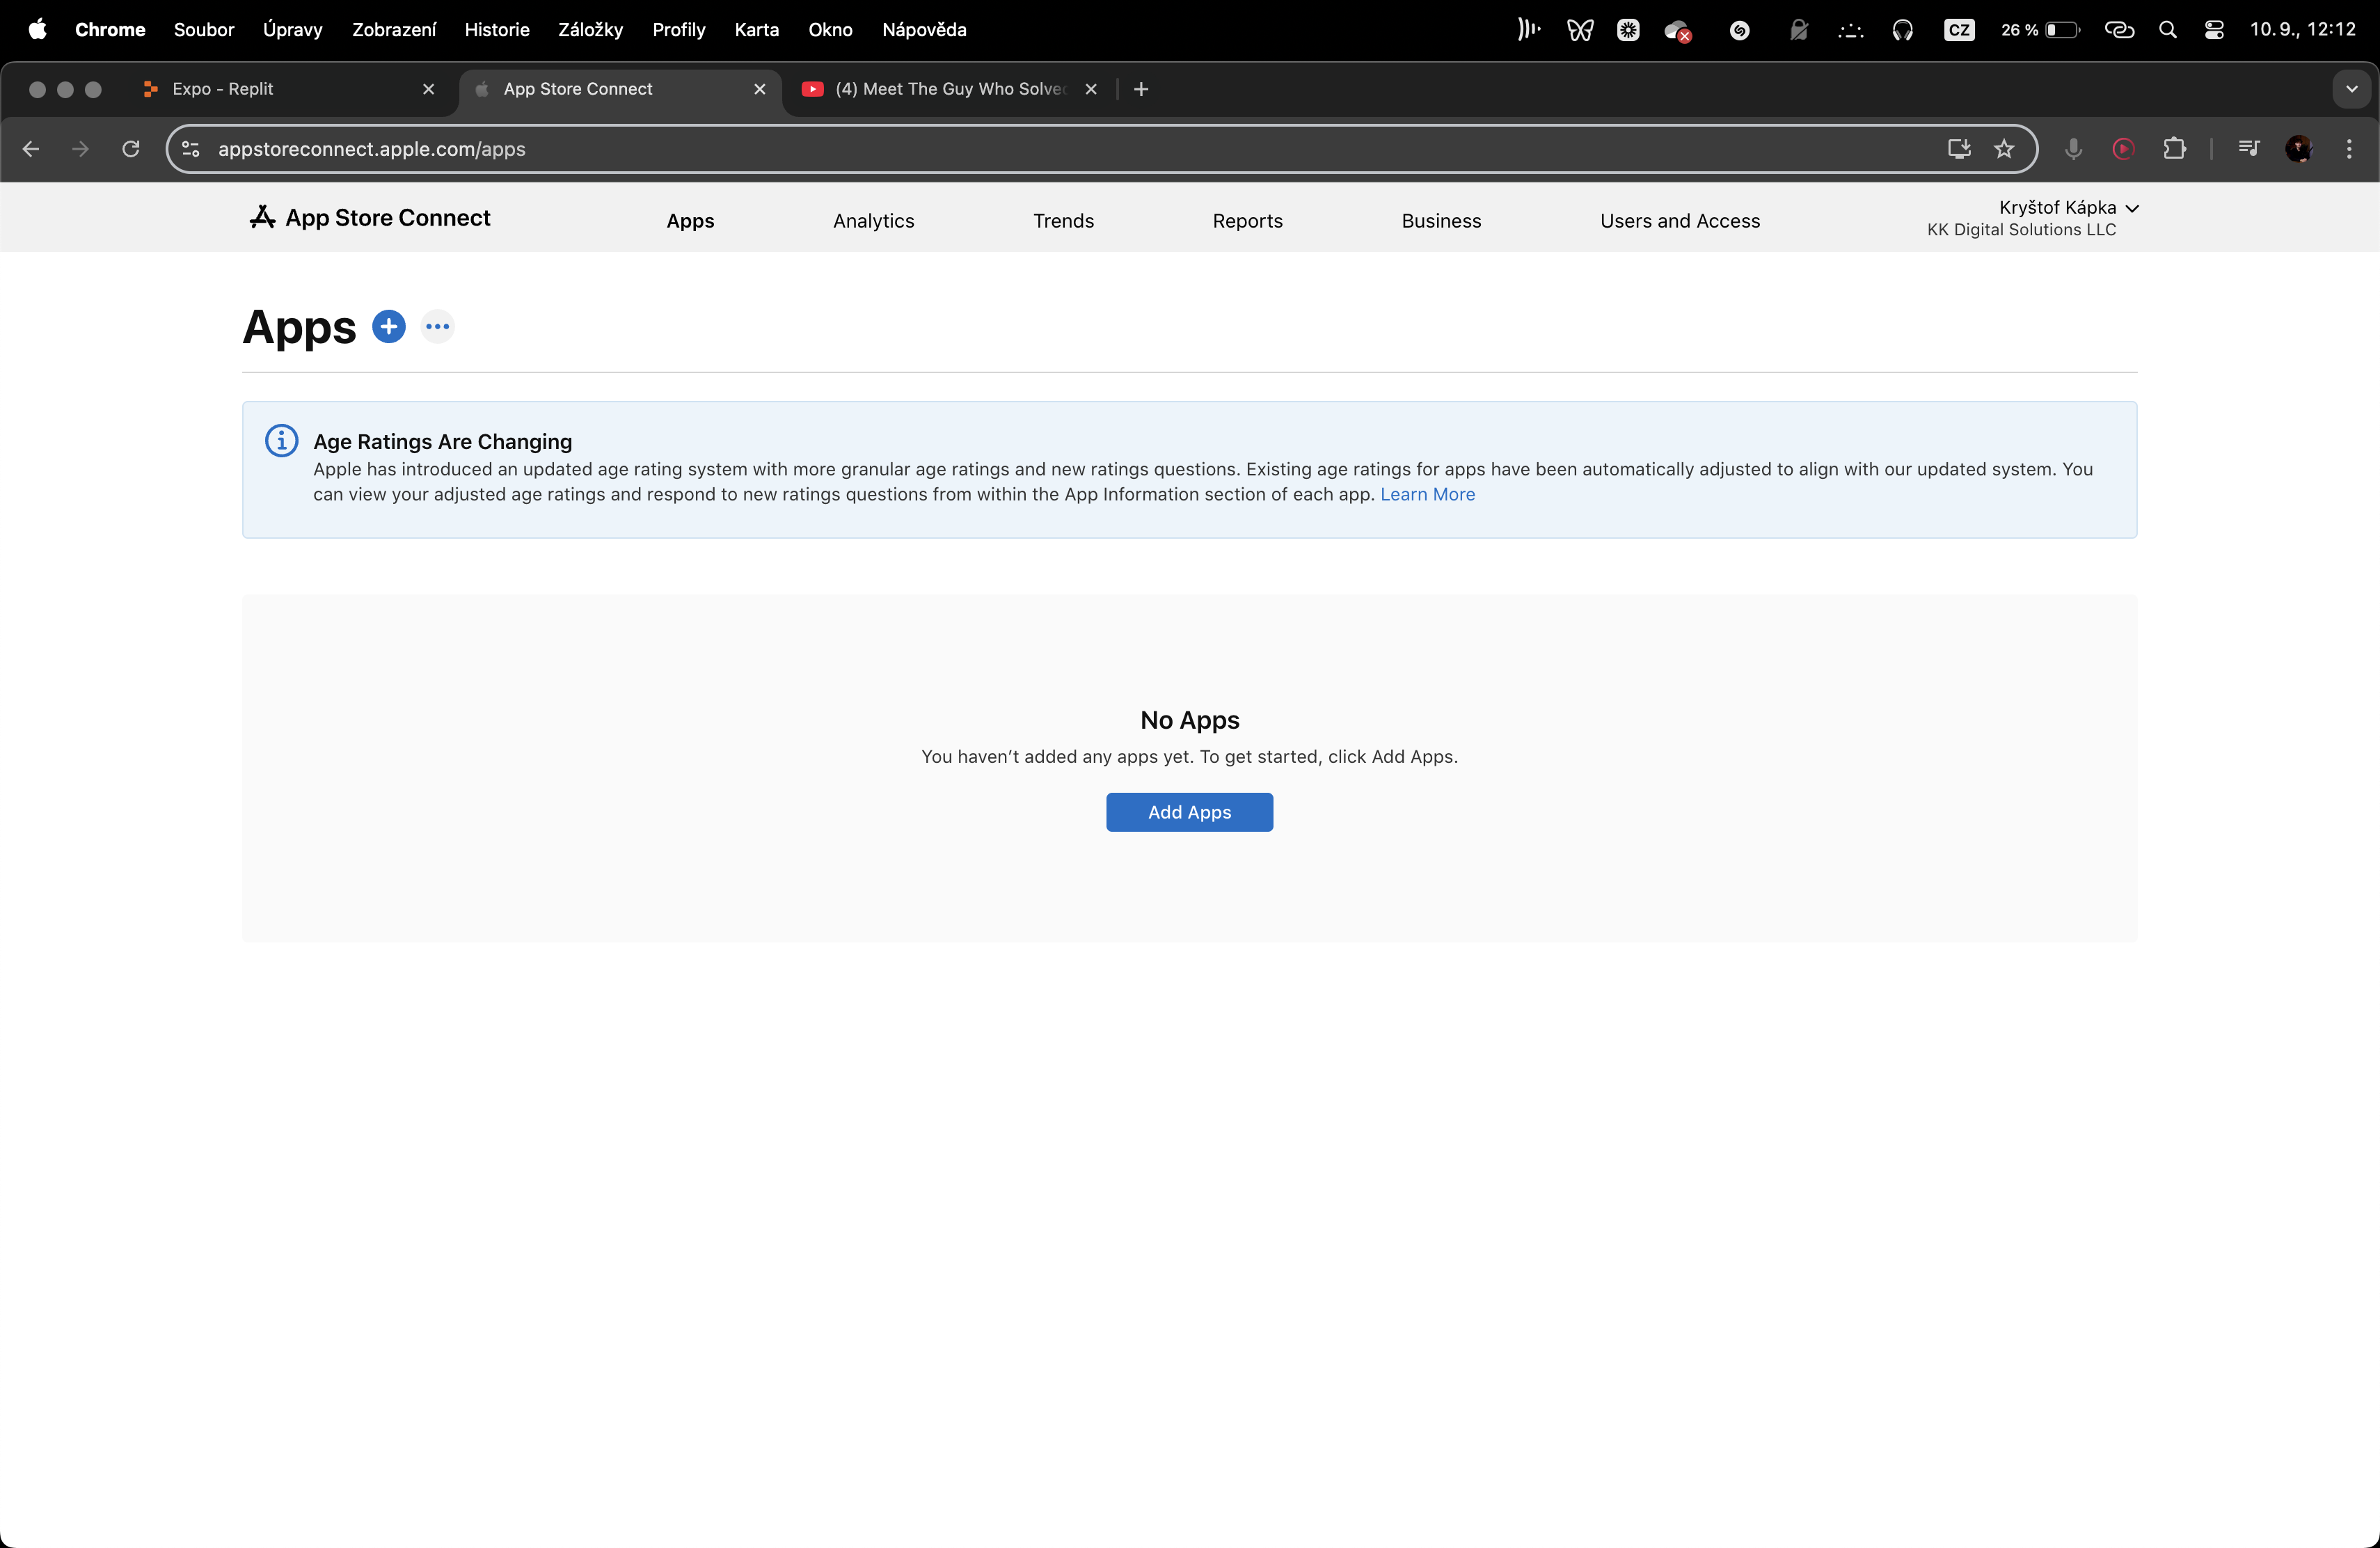 Chrome Soubor Úpravy Zobrazení Historie Záložky Profily Karta Okno Nápověda CZ 26 % 10. 9., 12:12
Expo - Replit App Store Connect (4) Meet The Guy Who Solved
appstoreconnect.apple.com/apps
App Store Connect Apps Analytics Trends Reports Business Users and Access Kryštof Kápka
KK Digital Solutions LLC
Apps
Age Ratings Are Changing
Apple has introduced an updated age rating system with more granular age ratings and new ratings questions. Existing age ratings for apps have been automatically adjusted to align with our updated system. You
can view your adjusted age ratings and respond to new ratings questions from within the App Information section of each app. Learn More
No Apps
You haven’t added any apps yet. To get started, click Add Apps.
Add Apps